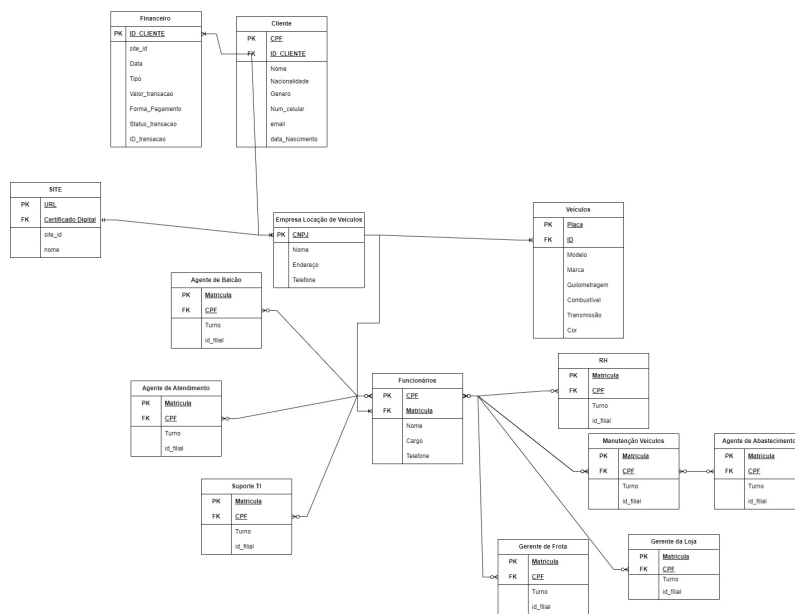 Financeiro
PK ID_CLIENTE
site_id
Data
Tipo
Valor_transacao
Forma_Pagamento
Status_transacao
ID_transacao
Cliente
PK CPF
FK ID_CLIENTE
Nome
Nacionalidade
Genero
Num_celular
email
data_Nascimento
SITE
PK URL
FK Certificado Digital
site_id
nome
Empresa Locação de Veículos
PK CNPJ
Nome
Endereço
Telefone
Veículos
PK Placa
FK ID
Modelo
Marca
Quilometragem
Combustível
Transmissão
Cor
Agente de Balcão
PK Matricula
FK CPF
Turno
id_filial
Agente de Atendimento
PK Matricula
FK CPF
Turno
id_filial
Funcionários
PK CPF
FK Matricula
Nome
Cargo
Telefone
RH
PK Matricula
FK CPF
Turno
id_filial
Manutenção Veículos
PK Matricula
FK CPF
Turno
id_filial
Agente de Abastecimento
PK Matricula
FK CPF
Turno
id_filial
Suporte TI
PK Matricula
FK CPF
Turno
id_filial
Gerente de Frota
PK Matricula
FK CPF
Turno
id_filial
Gerente da Loja
PK Matricula
FK CPF
Turno
id_filial